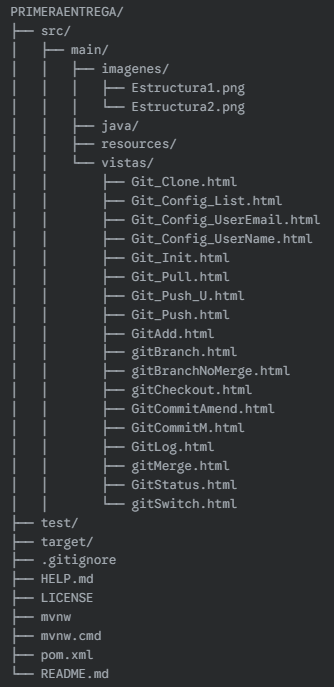 PRIMERAENTREGA/
├── src/
│   ├── main/
│   │   ├── imagenes/
│   │   │   ├── Estructura1.png
│   │   │   └── Estructura2.png
│   │   ├── java/
│   │   ├── resources/
│   │   └── vistas/
│   │       ├── Git_Clone.html
│   │       ├── Git_Config_List.html
│   │       ├── Git_Config_UserEmail.html
│   │       ├── Git_Config_UserName.html
│   │       ├── Git_Init.html
│   │       ├── Git_Pull.html
│   │       ├── Git_Push_U.html
│   │       ├── Git_Push.html
│   │       ├── GitAdd.html
│   │       ├── gitBranch.html
│   │       ├── gitBranchNoMerge.html
│   │       ├── gitCheckout.html
│   │       ├── GitCommitAmend.html
│   │       ├── GitCommitM.html
│   │       ├── GitLog.html
│   │       ├── gitMerge.html
│   │       ├── GitStatus.html
│   │       └── gitSwitch.html
├── test/
├── target/
├── .gitignore
├── HELP.md
├── LICENSE
├── mvnw
├── mvnw.cmd
├── pom.xml
└── README.md